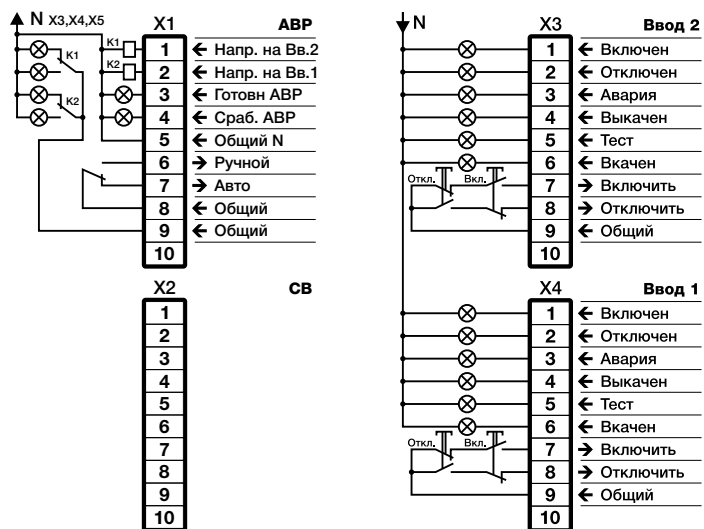 N X3,X4,X5
X1 АВР
K1 1 Напр. на Вв.2
K1
K2 2 Напр. на Вв.1
3 Готовн АВР
K2
4 Сраб. АВР
5 Общий N
6 Ручной
7 Авто
8 Общий
9 Общий
10
X2 СВ
1
2
3
4
5
6
7
8
9
10
N X3 Ввод 2
1 Включен
2 Отключен
3 Авария
4 Выкачен
5 Тест
6 Вкачен
Откл. Вкл.
7 Включить
8 Отключить
9 Общий
10
X4 Ввод 1
1 Включен
2 Отключен
3 Авария
4 Выкачен
5 Тест
6 Вкачен
Откл. Вкл.
7 Включить
8 Отключить
9 Общий
10